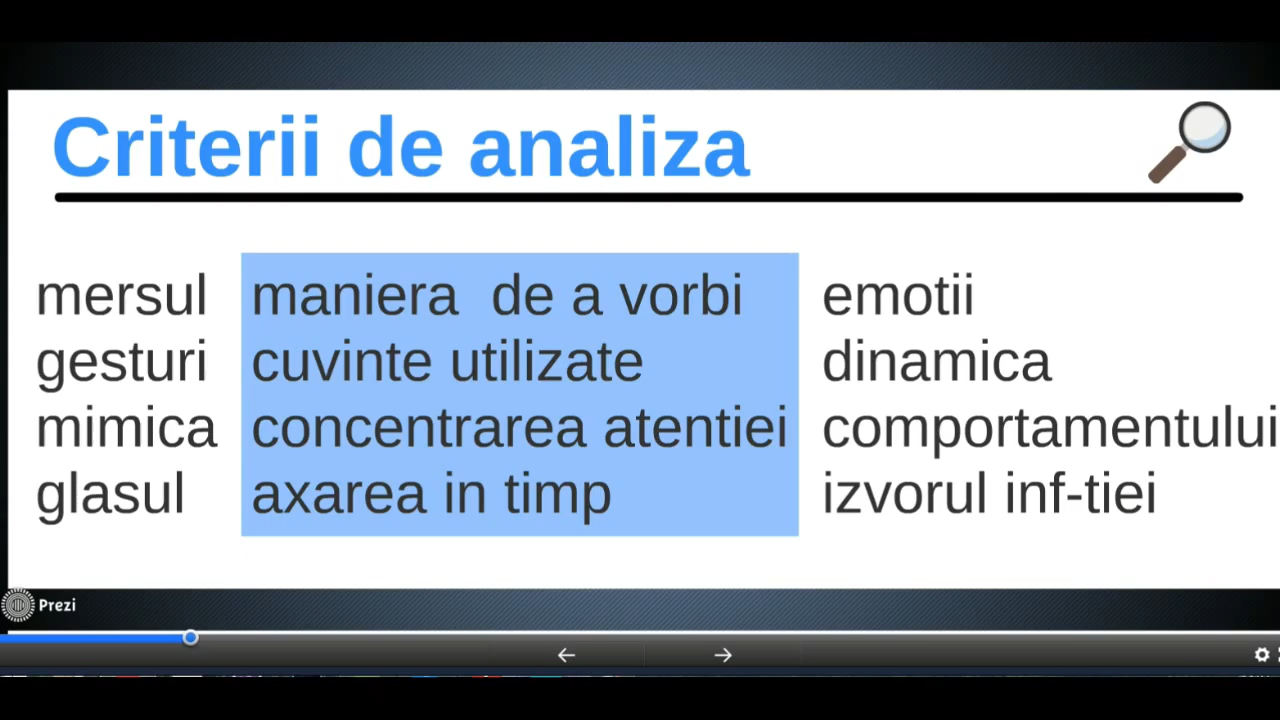 Criterii de analiza
mersul
gesturi
mimica
glasul
maniera de a vorbi
cuvinte utilizate
concentrarea atentiei
axarea in timp
emotii
dinamica
comportamentului
izvorul inf-tiei
Prezi